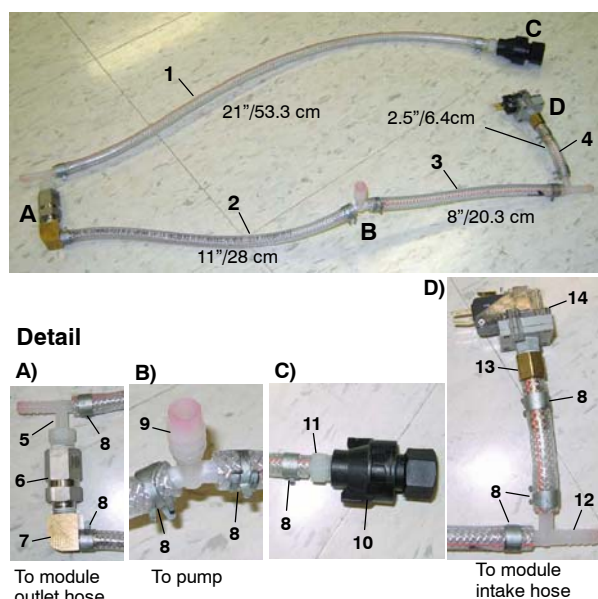 C
1
21”/53.3 cm
D
2.5”/6.4cm
4
3
A
2
8”/20.3 cm
B
11”/28 cm
Detail
D)
14
13
8
8
12
To module
intake hose
A)
5
8
6
8
7
To module
outlet hose
B)
9
8
8
To pump
C)
11
8
10